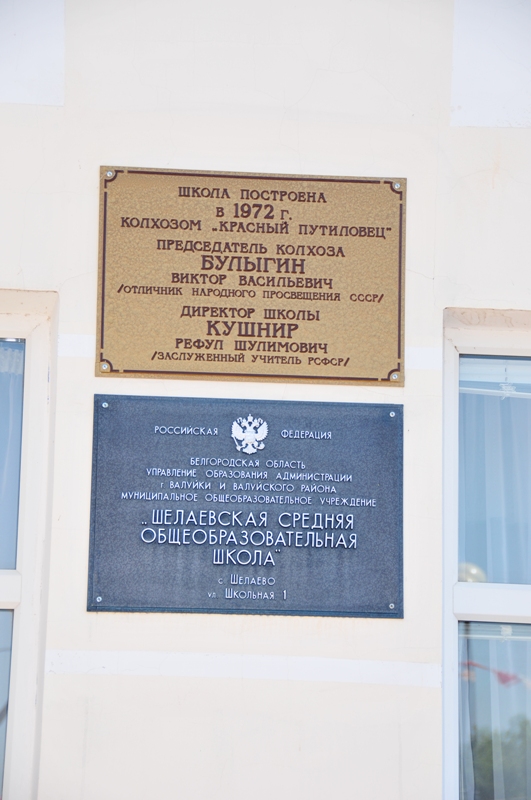 ШКОЛА ПОСТРОЕНА
в 1972 г.
КОЛХОЗОМ „КРАСНЫЙ ПУТИЛОВЕЦ"
ПРЕДСЕДАТЕЛЬ КОЛХОЗА
БУЛЫГИН
ВИКТОР ВАСИЛЬЕВИЧ
/ОТЛИЧНИК НАРОДНОГО ПРОСВЕЩЕНИЯ СССР/
ДИРЕКТОР ШКОЛЫ
КУШНИР
РЕФУЛ ШУЛИМОВИЧ
/ЗАСЛУЖЕННЫЙ УЧИТЕЛЬ РСФСР/
РОССИЙСКАЯ ФЕДЕРАЦИЯ
БЕЛГОРОДСКАЯ ОБЛАСТЬ
УПРАВЛЕНИЕ ОБРАЗОВАНИЯ АДМИНИСТРАЦИИ
г ВАЛУЙКИ И ВАЛУЙСКОГО РАЙОНА
МУНИЦИПАЛЬНОЕ ОБЩЕОБРАЗОВАТЕЛЬНОЕ УЧРЕЖДЕНИЕ
„ШЕЛАЕВСКАЯ СРЕДНЯЯ
ОБЩЕОБРАЗОВАТЕЛЬНАЯ
ШКОЛА"
с Шелаево
ул Школьная 1